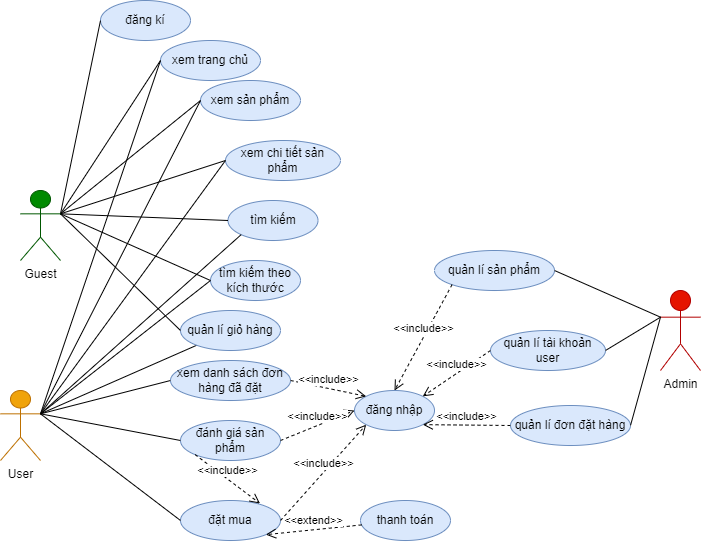 đăng kí
xem trang chủ
xem sản phẩm
xem chi tiết sản
phẩm
tìm kiếm
Guest
tìm kiếm theo
kích thước
quản lí sản phẩm
quản lí giỏ hàng
<<include>>
quản lí tài khoản
user
xem danh sách đơn
hàng đã đặt
<<include>>
<<include>>
Admin
đăng nhập
<<include>>
<<include>>
quản lí đơn đặt hàng
đánh giá sản
phẩm
User
<<include>>
<<include>>
đặt mua
<<extend>>
thanh toán